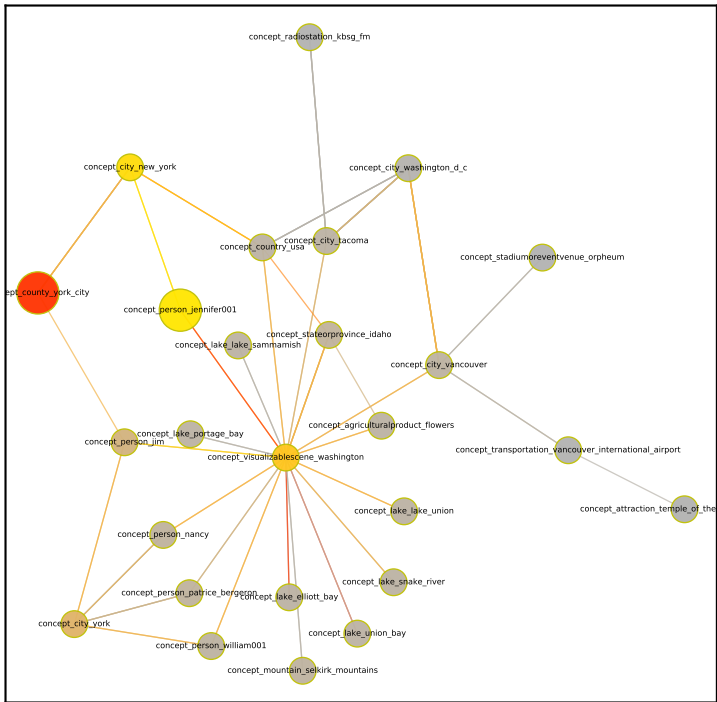 concept_radiostation_kbsg_fm
concept_city_new_york
concept_city_washington_d_c
concept_country_usa
concept_city_tacoma
concept_stadiumoreventvenue_orpheum
ept_county_york_city
concept_person_jennifer001
concept_stateorprovince_idaho
concept_lake_lake_sammamish
concept_city_vancouver
concept_agriculturalproduct_flowers
concept_lake_portage_bay
concept_person_jim
concept_transportation_vancouver_international_airport
concept_visualizablescene_washington
concept_attraction_temple_of_the
concept_lake_lake_union
concept_person_nancy
concept_lake_snake_river
concept_person_patrice_bergeron
concept_lake_elliott_bay
concept_city_york
concept_lake_union_bay
concept_person_william001
concept_mountain_selkirk_mountains